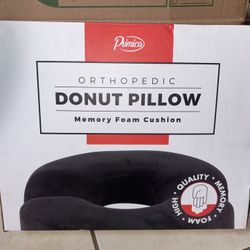 Primica
ORTHOPEDIC
DONUT PILLOW
Memory Foam Cushion
HIGH • QUALITY • MEMORY FOAM •